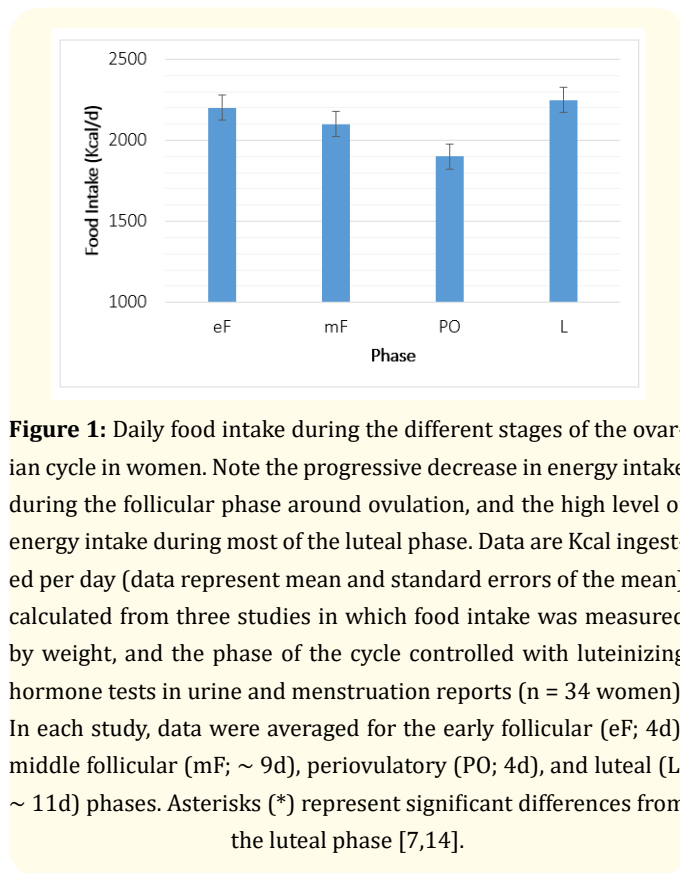 2500
2000
1500
1000
Food Intake (Kcal/d)
eF mF PO L
Phase
Figure 1: Daily food intake during the different stages of the ovar-
ian cycle in women. Note the progressive decrease in energy intake
during the follicular phase around ovulation, and the high level o
energy intake during most of the luteal phase. Data are Kcal ingest-
ed per day (data represent mean and standard errors of the mean)
calculated from three studies in which food intake was measured
by weight, and the phase of the cycle controlled with luteinizing
hormone tests in urine and menstruation reports (n = 34 women)
In each study, data were averaged for the early follicular (eF; 4d)
middle follicular (mF; ~ 9d), periovulatory (PO; 4d), and luteal (L
~ 11d) phases. Asterisks (*) represent significant differences from
the luteal phase [7,14].